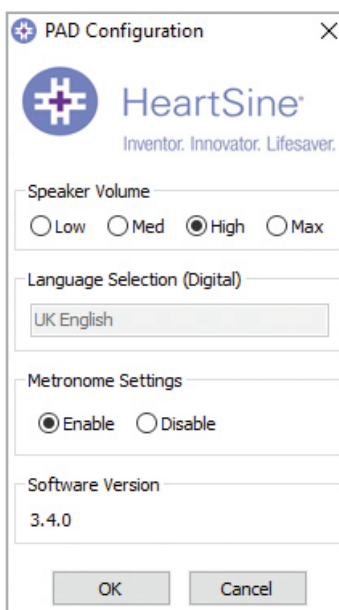 PAD Configuration
HeartSine®
Inventor. Innovator. Lifesaver.
Speaker Volume
Low Med High Max
Language Selection (Digital)
UK English
Metronome Settings
Enable Disable
Software Version
3.4.0
OK Cancel